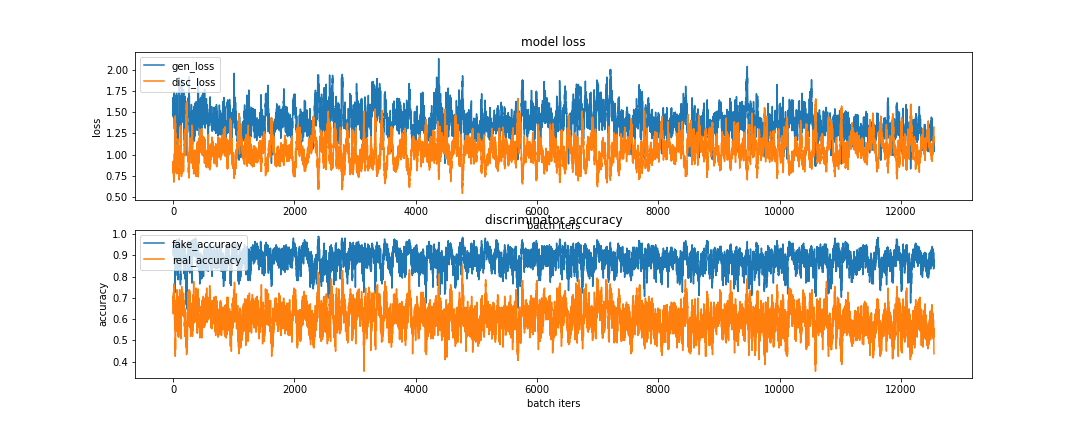 model loss
gen_loss
disc_loss
2.00
1.75
1.50
1.25
1.00
0.75
0.50
loss
0 2000 4000 6000 8000 10000 12000
batch iters
discriminator accuracy
fake_accuracy
real_accuracy
1.0
0.9
0.8
0.7
0.6
0.5
0.4
accuracy
0 2000 4000 6000 8000 10000 12000
batch iters